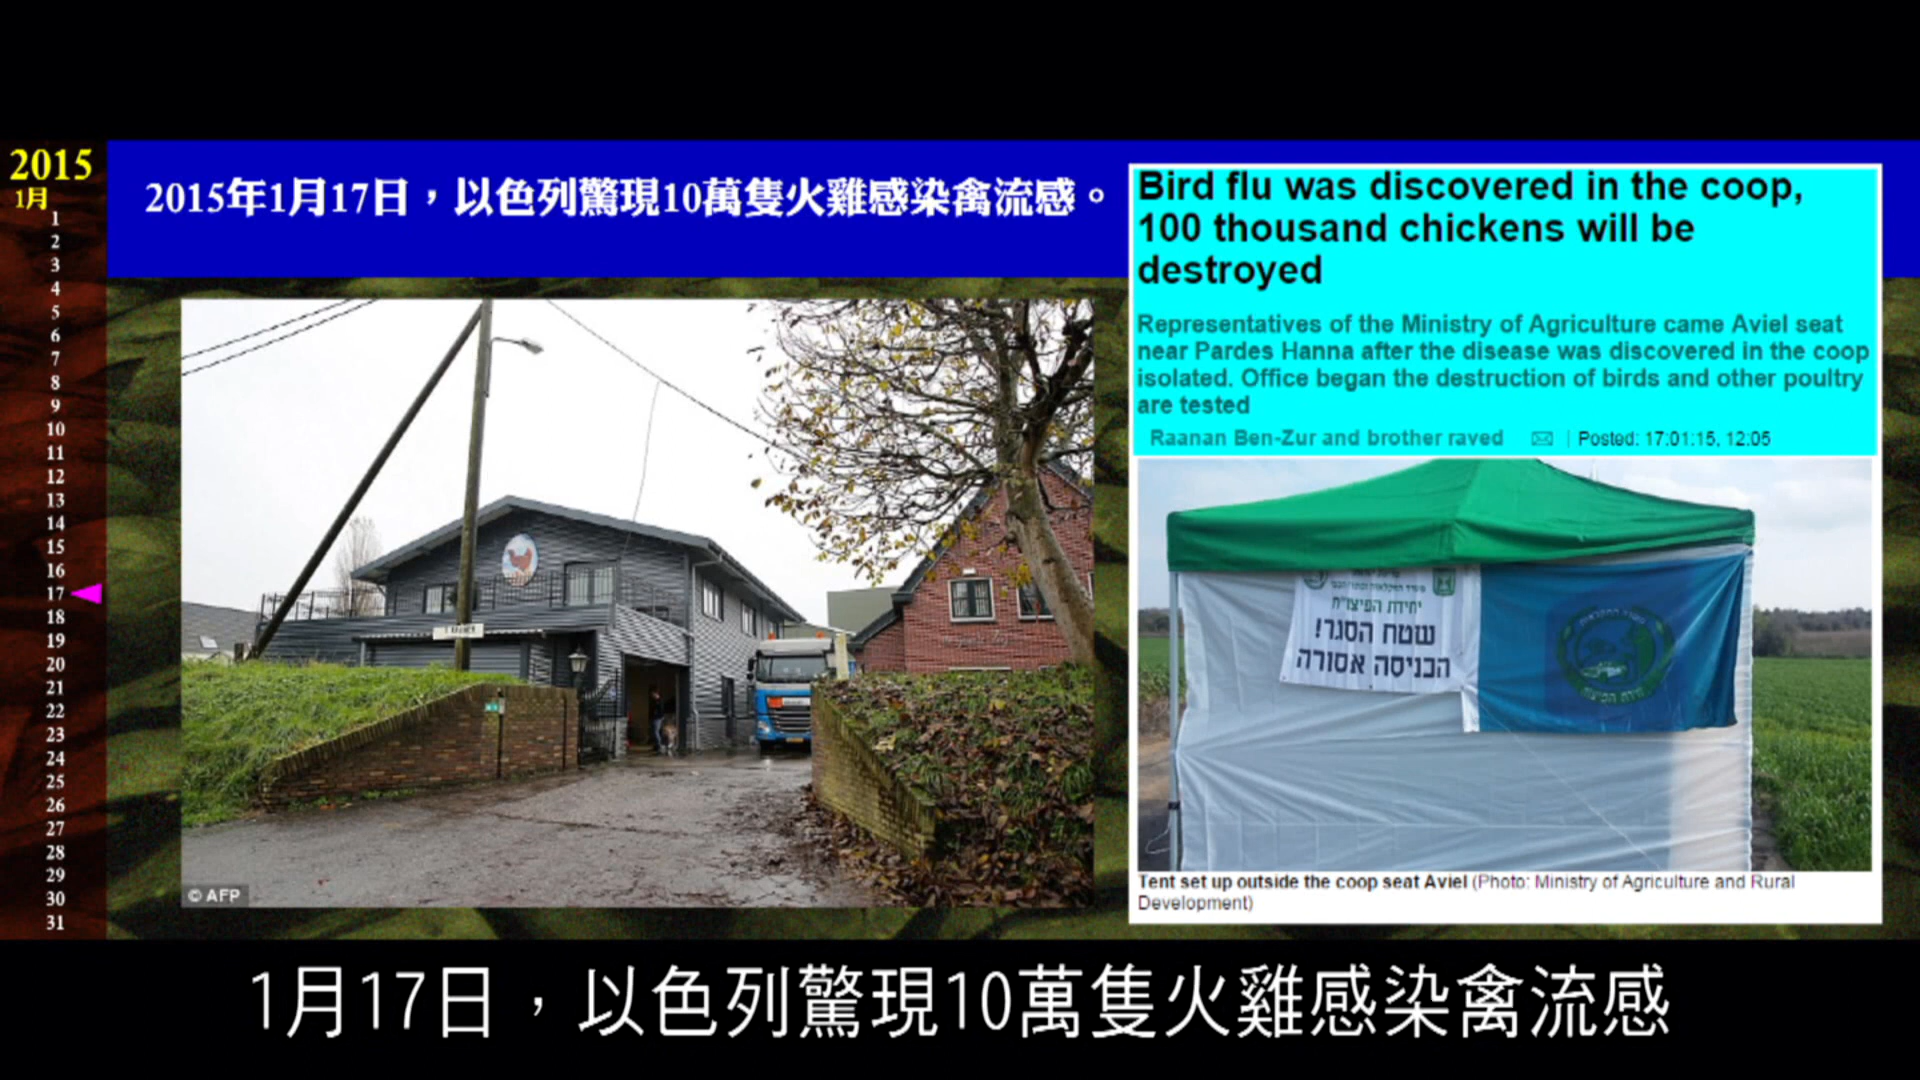 2015
1月
1
2
3
4
5
6
7
8
9
10
11
12
13
14
15
16
17
18
19
20
21
22
23
24
25
26
27
28
29
30
31
2015年1月17日，以色列驚現10萬隻火雞感染禽流感。
Bird flu was discovered in the coop,
100 thousand chickens will be
destroyed
Representatives of the Ministry of Agriculture came Aviel seat
near Pardes Hanna after the disease was discovered in the coop
isolated. Office began the destruction of birds and other poultry
are tested
Raanan Ben-Zur and brother raved | Posted: 17:01:15, 12:05
יחידת הפיצו"ח
שטח הסגר!
הכניסה אסורה
© AFP
Tent set up outside the coop seat Aviel (Photo: Ministry of Agriculture and Rural
Development)
1月17日，以色列驚現10萬隻火雞感染禽流感